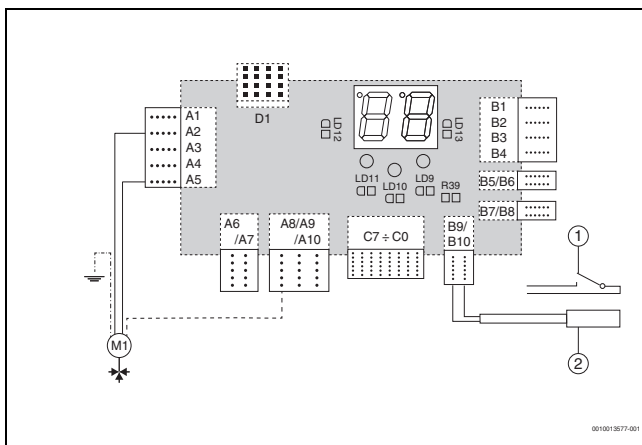 D1
A1
A2
A3
A4
A5
LD12
LD13
B1
B2
B3
B4
LD11
LD10
LD9
R39
B5/B6
B7/B8
A6
/A7
A8/A9
/A10
C7 ÷ C0
B9/
B10
1
2
M1
0010013577-001